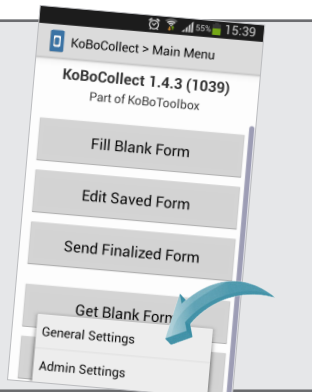 55% 15:39
KoBoCollect > Main Menu
KoBoCollect 1.4.3 (1039)
Part of KoBoToolbox
Fill Blank Form
Edit Saved Form
Send Finalized Form
Get Blank Form
General Settings
Admin Settings